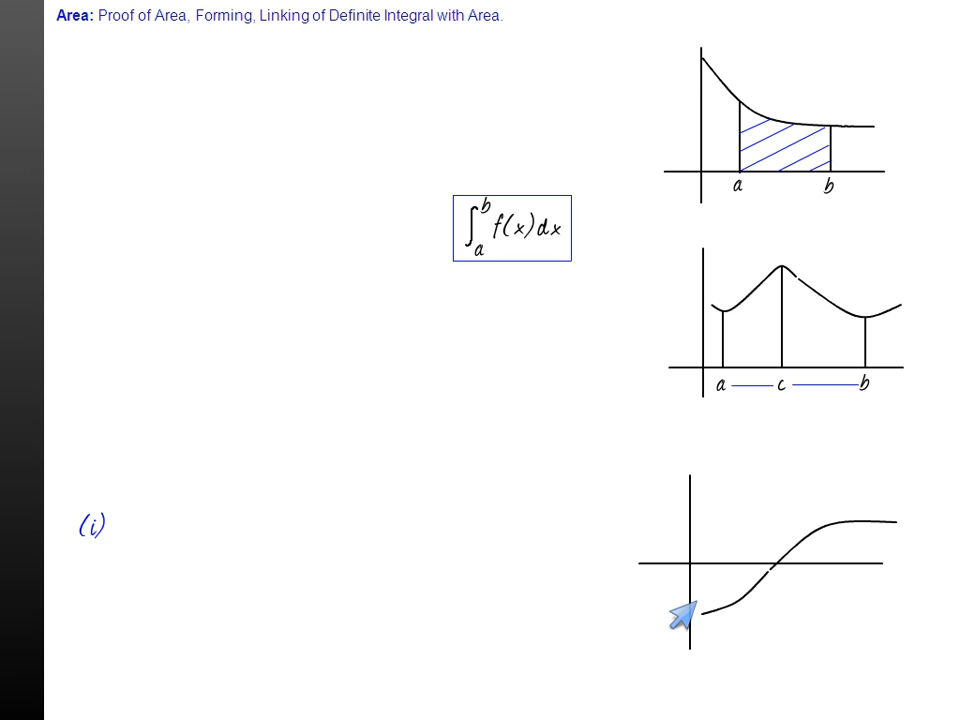 Area: Proof of Area, Forming, Linking of Definite Integral with Area.
a b
∫_a^b f(x)dx
a c b
(i)